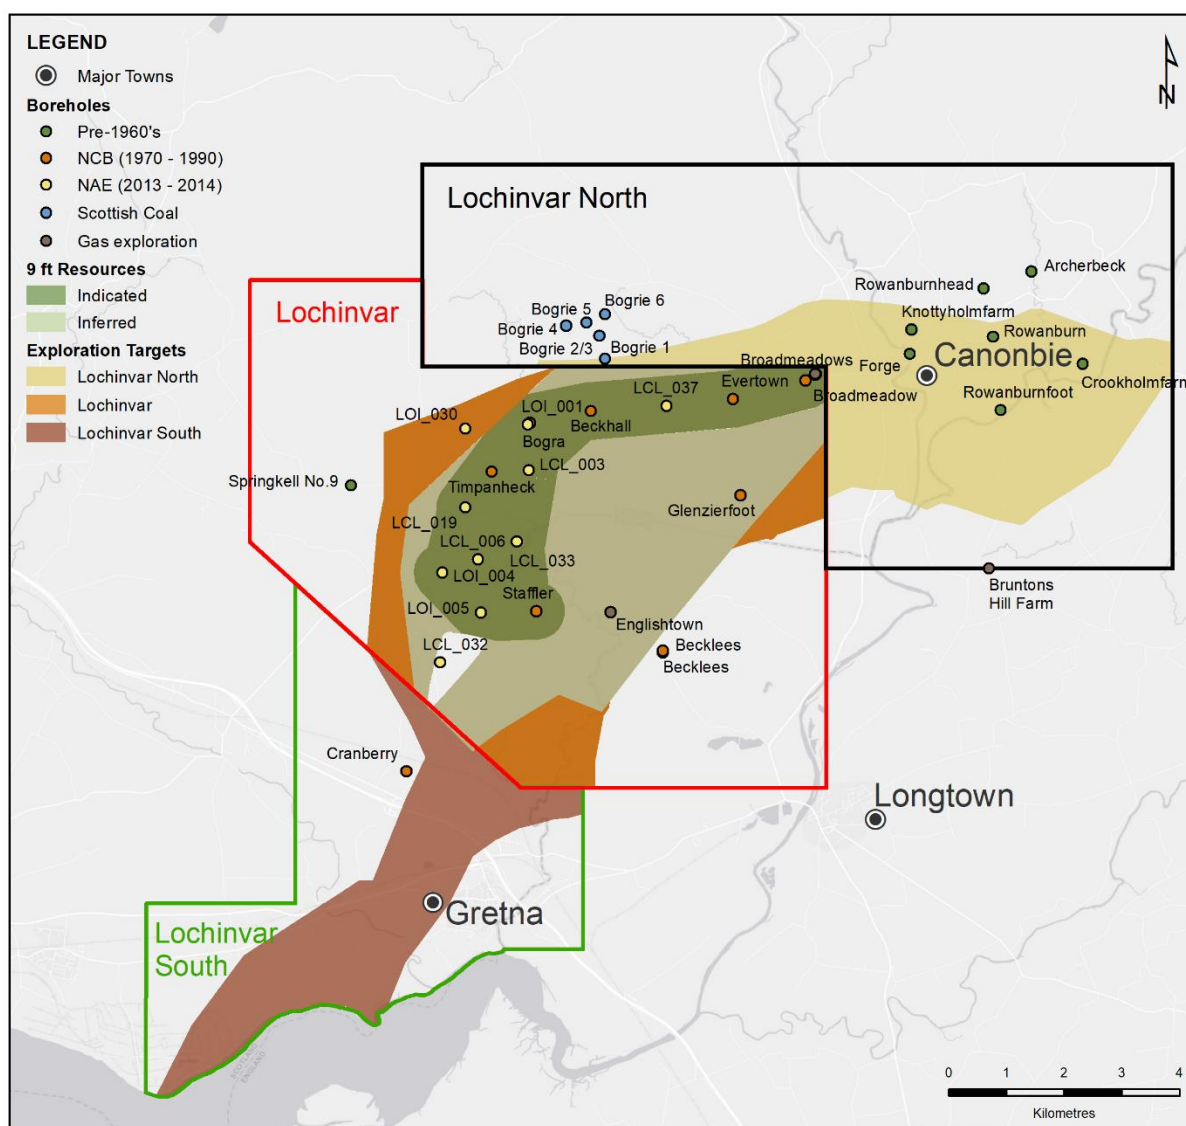 LEGEND
Major Towns
Boreholes
Pre-1960's
NCB (1970 - 1990)
NAE (2013 - 2014)
Scottish Coal
Gas exploration
9 ft Resources
Indicated
Inferred
Exploration Targets
Lochinvar North
Lochinvar
Lochinvar South
N
Lochinvar North
Archerbeck
Rowanburnhead
Lochinvar
Bogrie 6
Bogrie 5
Bogrie 4
Knottyholmfarm
Rowanburn
Bogrie 2/3
Bogrie 1
Broadmeadows
Forge
Canonbie
Crookholmfarm
LCL_037
Evertown
Broadmeadow
Rowanburnfoot
LOI_030
LOI_001
Beckhall
Bogra
LCL_003
Springkell No.9
Timpanheck
Glenzierfoot
LCL_019
LCL_006
LCL_033
LOI_004
Staffler
Bruntons
Hill Farm
LOI_005
Englishtown
LCL_032
Becklees
Becklees
Cranberry
Longtown
Gretna
Lochinvar
South
SCOTLAND
ENGLAND
0 1 2 3 4
Kilometres